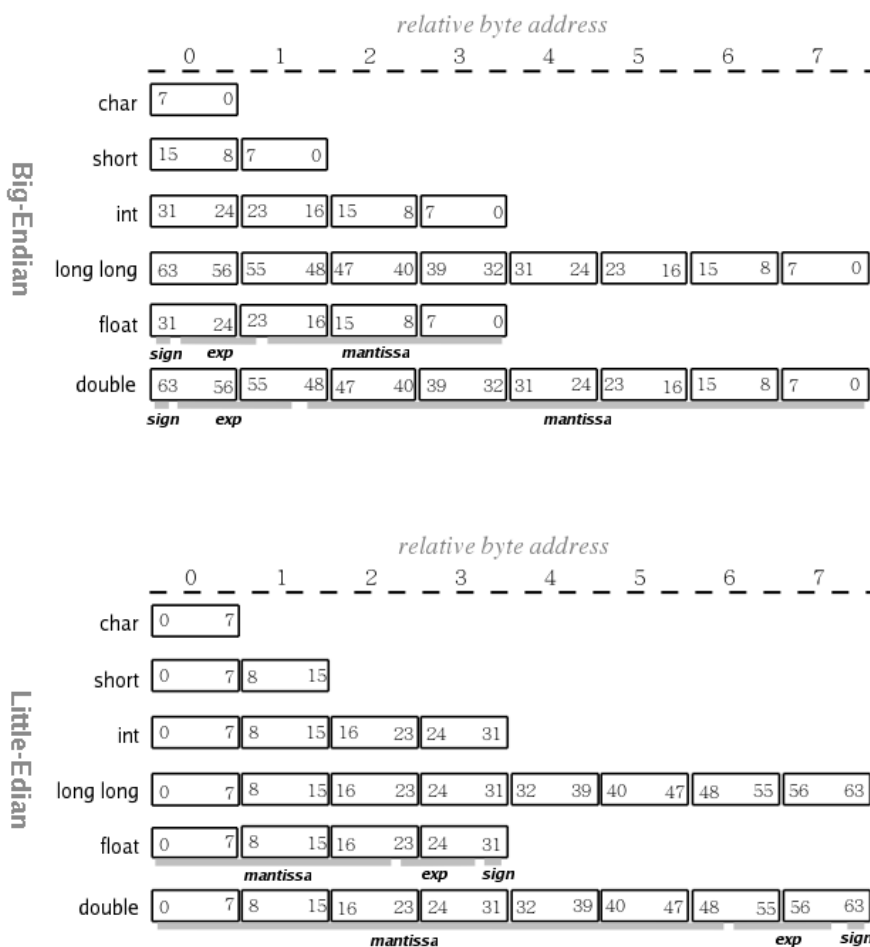 relative byte address
0 1 2 3 4 5 6 7
Big-Endian
char 7 0
short 15 8 7 0
int 31 24 23 16 15 8 7 0
long long 63 56 55 48 47 40 39 32 31 24 23 16 15 8 7 0
float 31 24 23 16 15 8 7 0
sign exp mantissa
double 63 56 55 48 47 40 39 32 31 24 23 16 15 8 7 0
sign exp mantissa
relative byte address
0 1 2 3 4 5 6 7
Little-Edian
char 0 7
short 0 7 8 15
int 0 7 8 15 16 23 24 31
long long 0 7 8 15 16 23 24 31 32 39 40 47 48 55 56 63
float 0 7 8 15 16 23 24 31
mantissa exp sign
double 0 7 8 15 16 23 24 31 32 39 40 47 48 55 56 63
mantissa exp sign